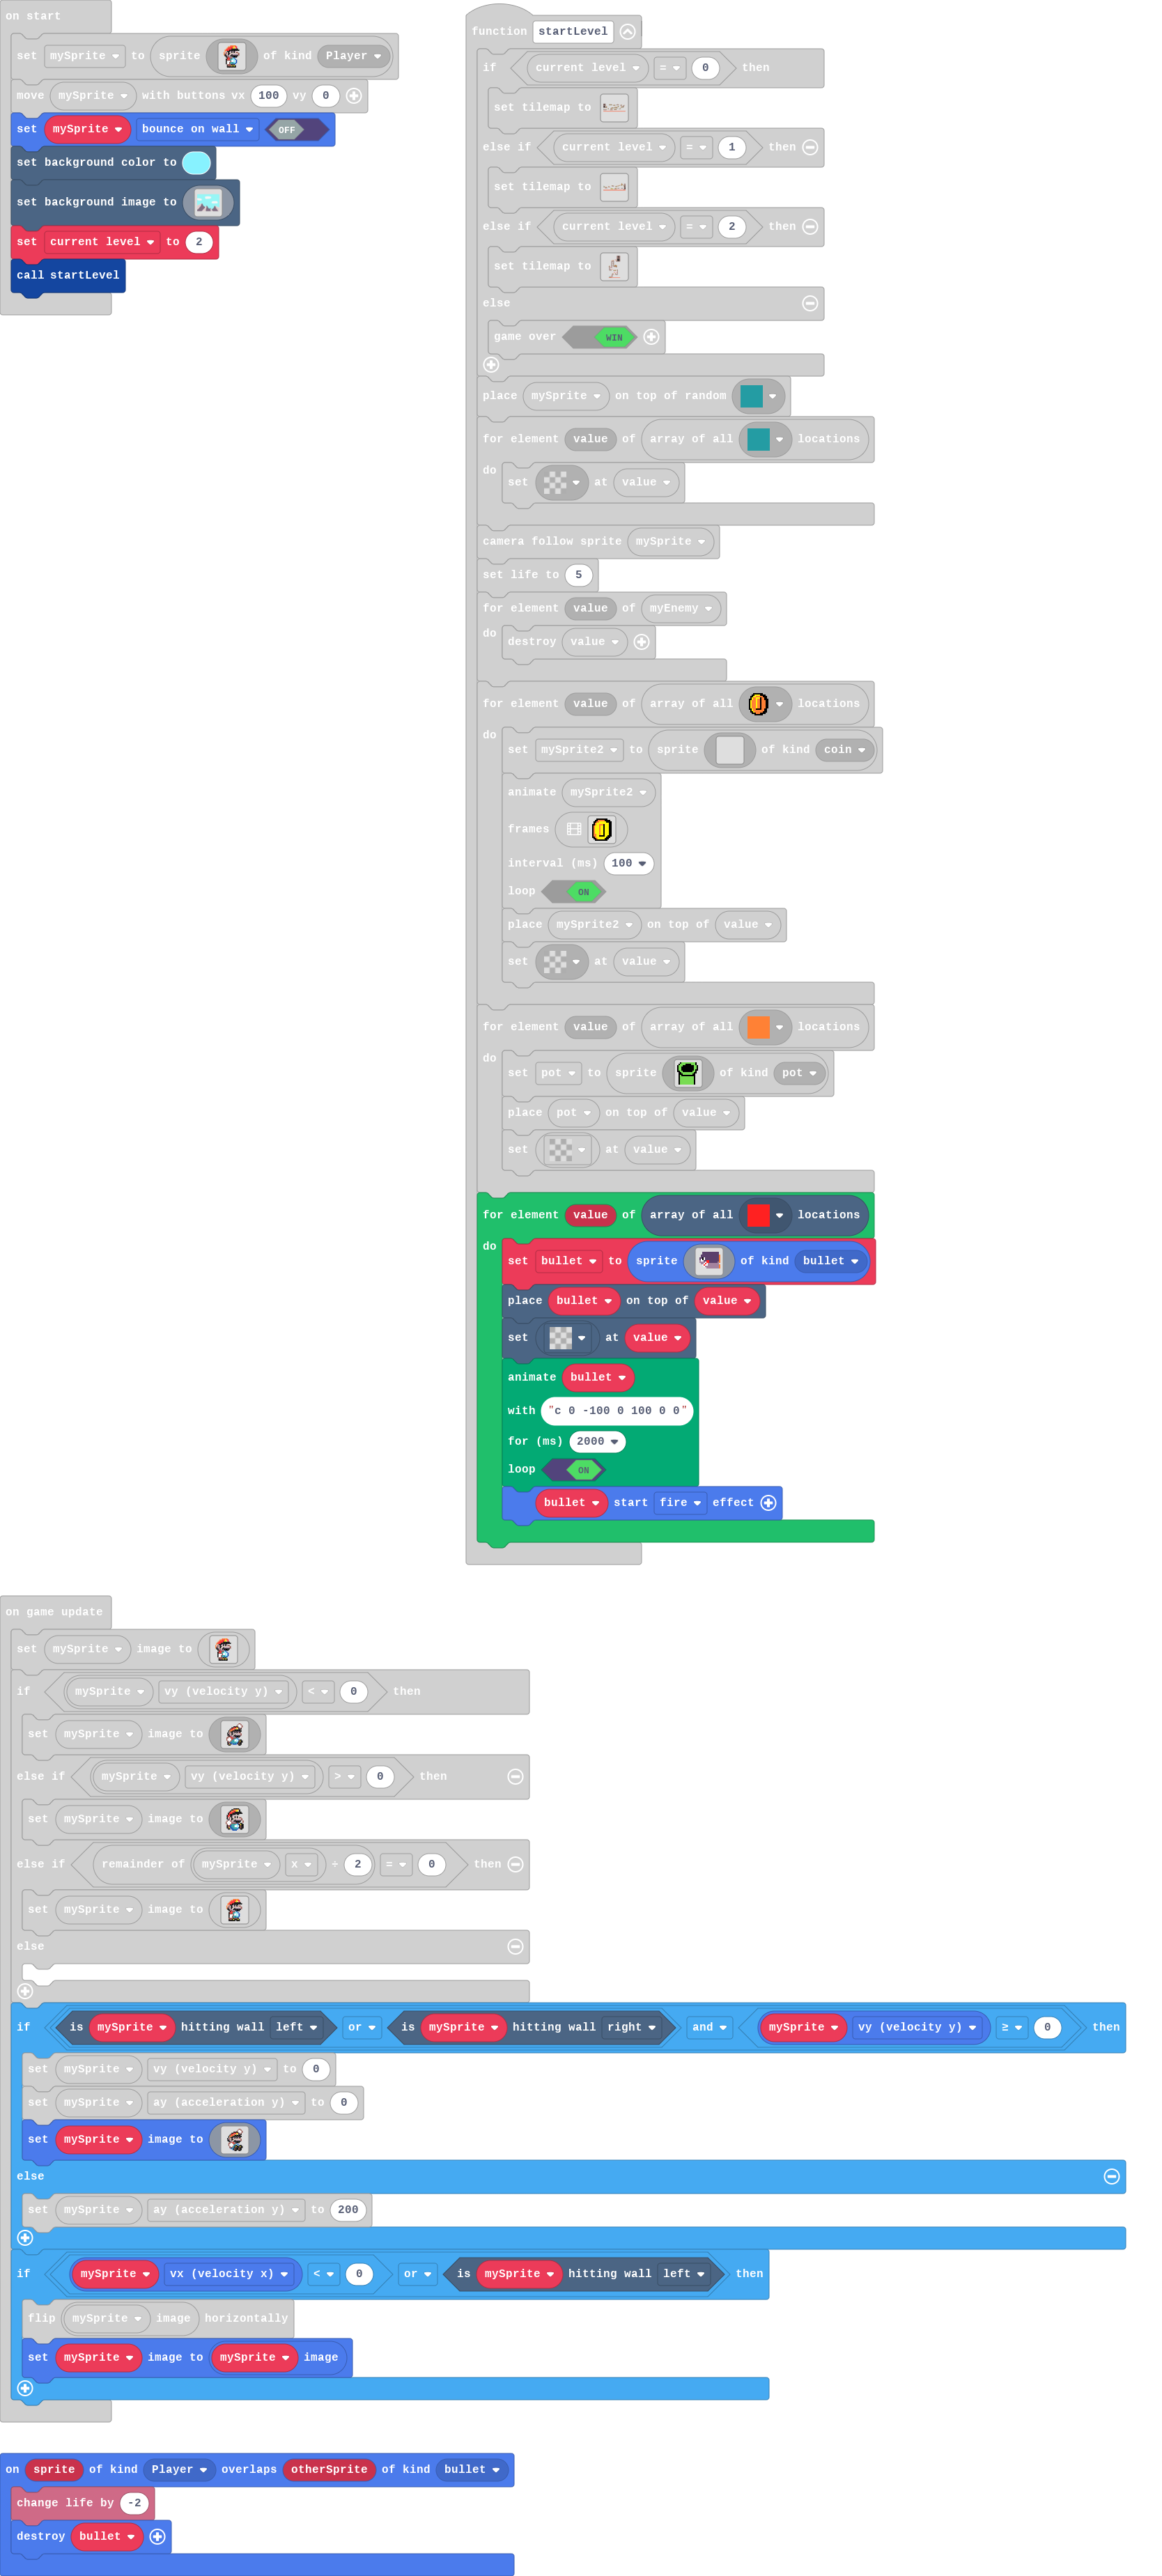 on start
set mySprite to sprite of kind Player
move mySprite with buttons vx 100 vy 0
set mySprite bounce on wall OFF
set background color to
set background image to
set current level to 2
call startLevel
function startLevel
if current level = 0 then
set tilemap to
else if current level = 1 then
set tilemap to
else if current level = 2 then
set tilemap to
else
game over WIN
place mySprite on top of random
for element value of array of all locations
do
set at value
camera follow sprite mySprite
set life to 5
for element value of myEnemy
do
destroy value
for element value of array of all locations
do
set mySprite2 to sprite of kind coin
animate mySprite2
frames
interval (ms) 100
loop ON
place mySprite2 on top of value
set at value
for element value of array of all locations
do
set pot to sprite of kind pot
place pot on top of value
set at value
for element value of array of all locations
do
set bullet to sprite of kind bullet
place bullet on top of value
set at value
animate bullet
with "c 0 -100 0 100 0 0"
for (ms) 2000
loop ON
bullet start fire effect
on game update
set mySprite image to
if mySprite vy (velocity y) < 0 then
set mySprite image to
else if mySprite vy (velocity y) > 0 then
set mySprite image to
else if remainder of mySprite x ÷ 2 = 0 then
set mySprite image to
else
if is mySprite hitting wall left or is mySprite hitting wall right and mySprite vy (velocity y) ≥ 0 then
set mySprite vy (velocity y) to 0
set mySprite ay (acceleration y) to 0
set mySprite image to
else
set mySprite ay (acceleration y) to 200
if mySprite vx (velocity x) < 0 or is mySprite hitting wall left then
flip mySprite image horizontally
set mySprite image to mySprite image
on sprite of kind Player overlaps otherSprite of kind bullet
change life by -2
destroy bullet